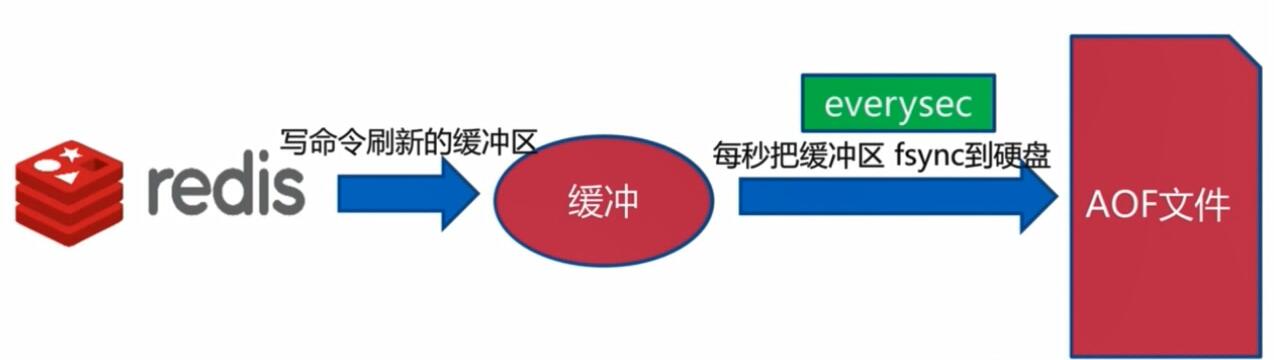 redis
写命令刷新的缓冲区
缓冲
everysec
每秒把缓冲区 fsync到硬盘
AOF文件